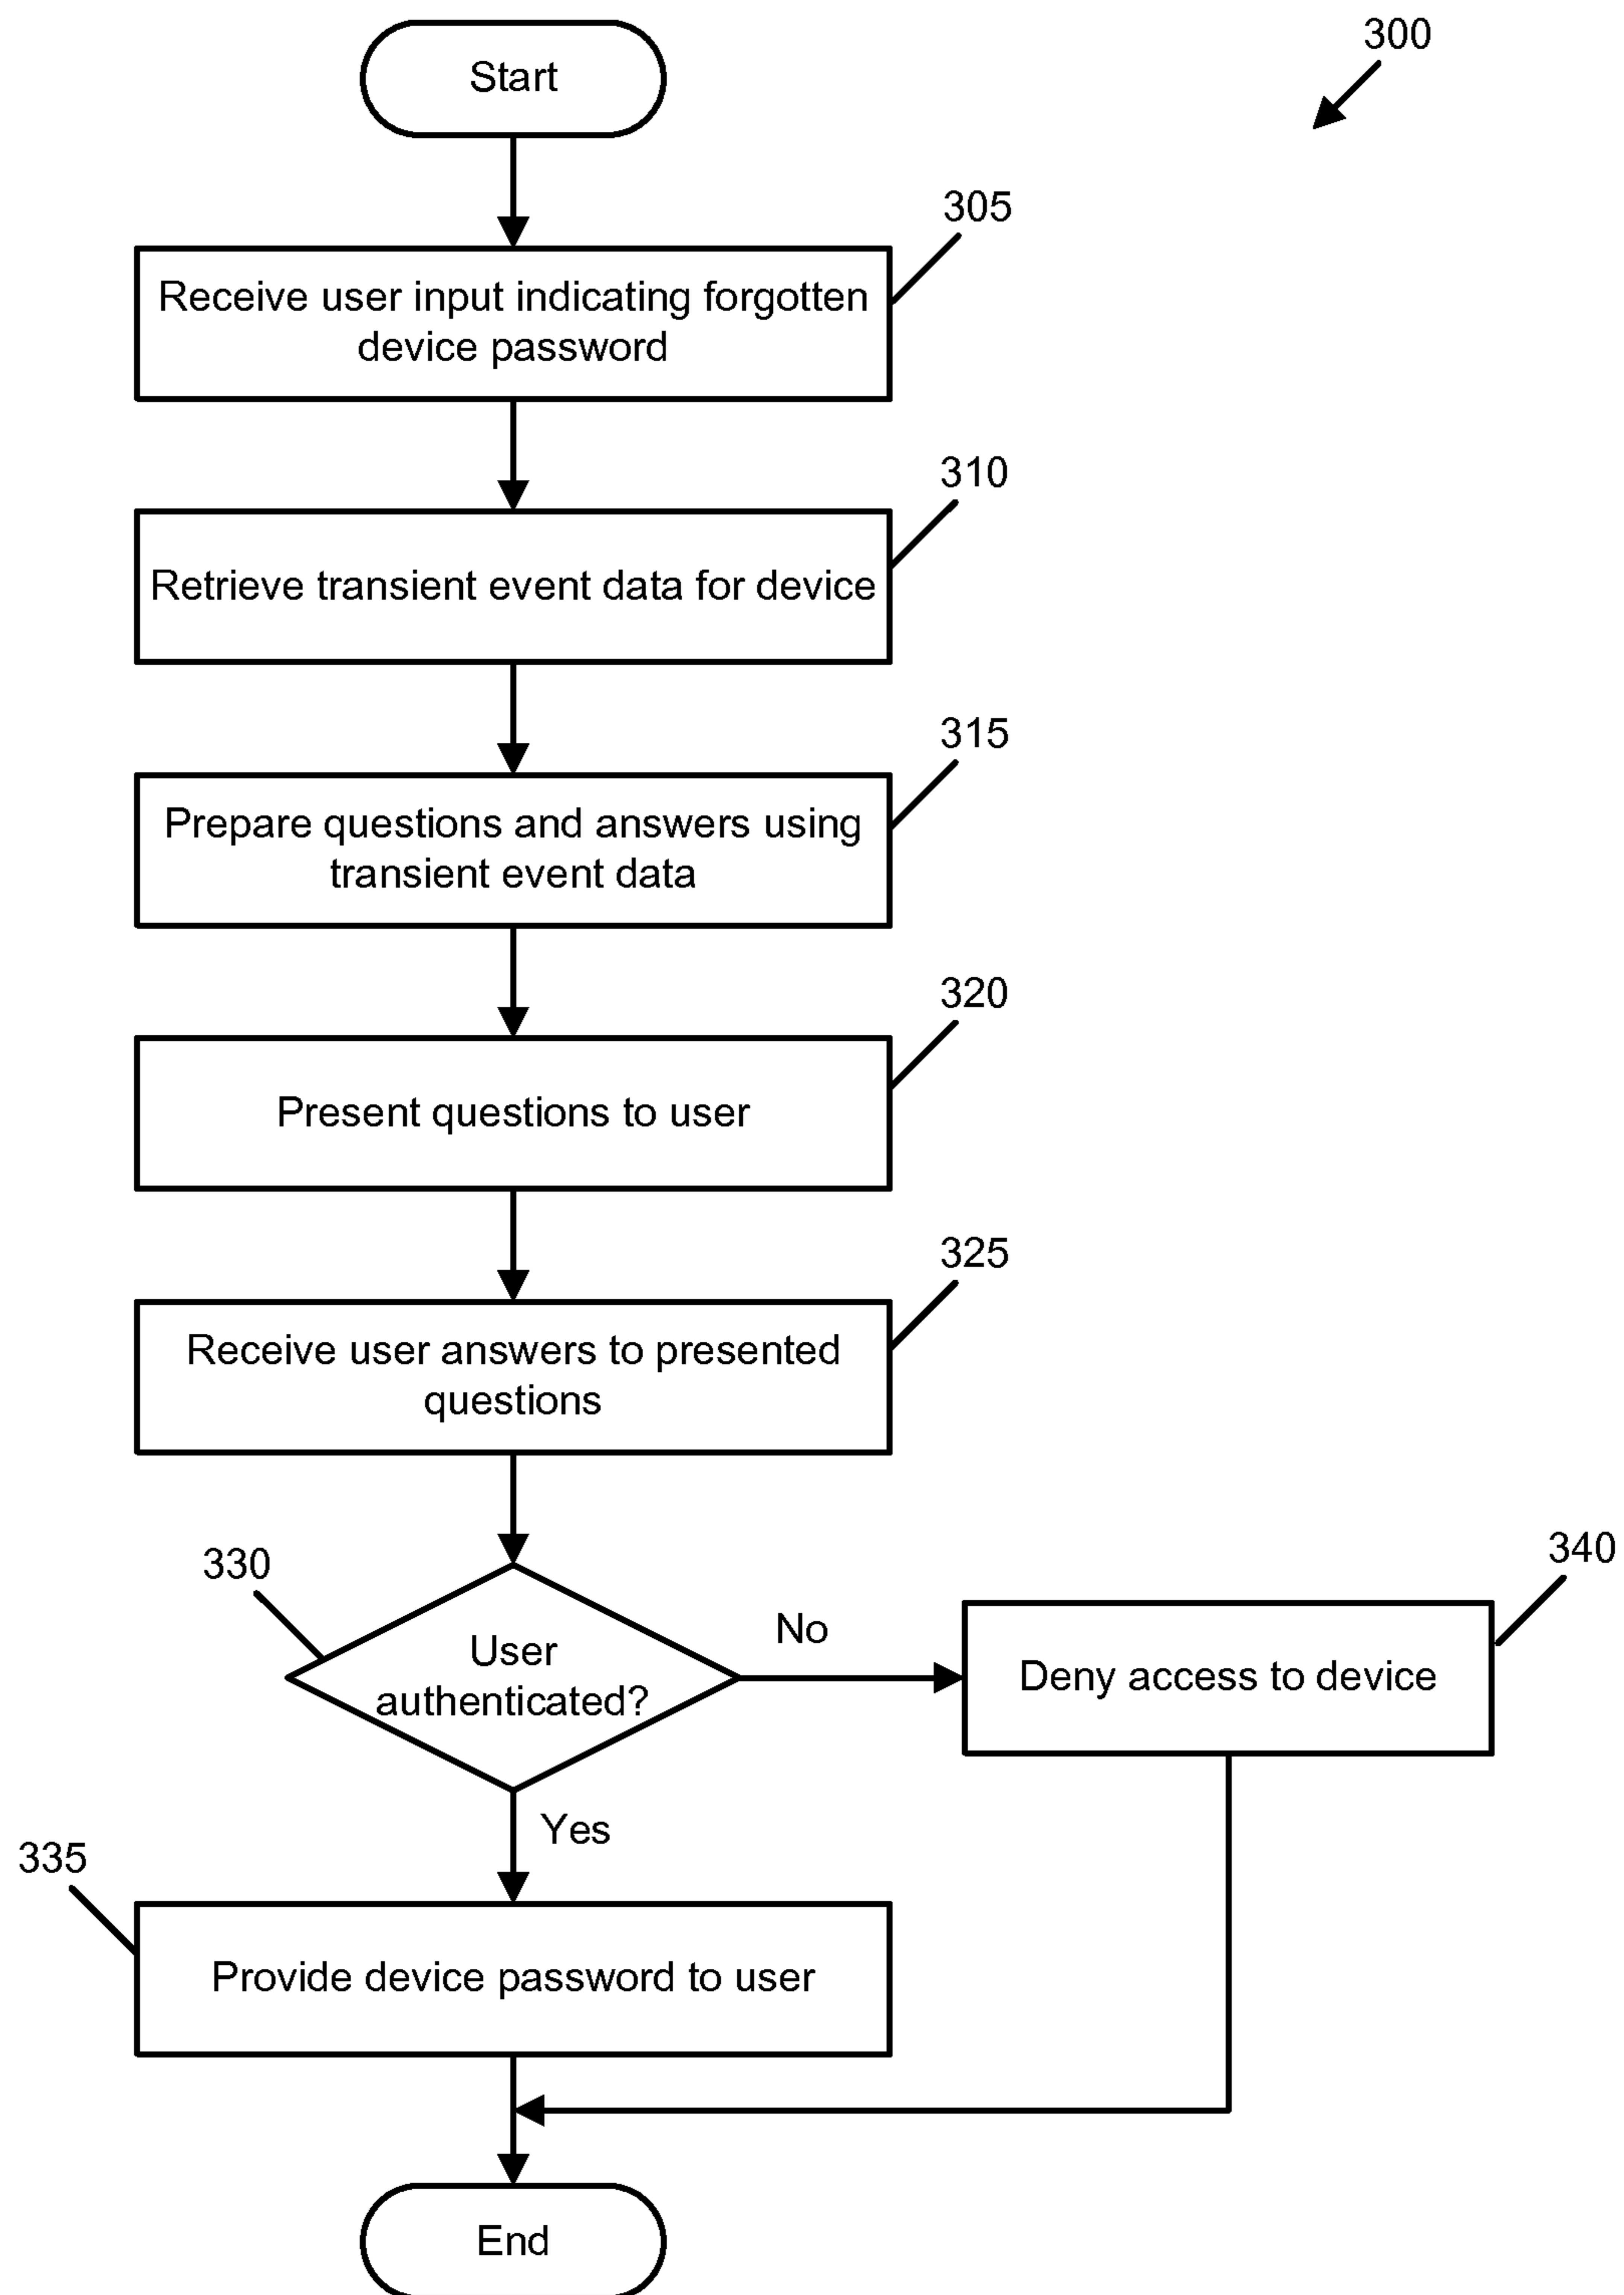 Start
300
305
Receive user input indicating forgotten
device password
310
Retrieve transient event data for device
315
Prepare questions and answers using
transient event data
320
Present questions to user
325
Receive user answers to presented
questions
330
User
authenticated?
No
340
Deny access to device
Yes
335
Provide device password to user
End